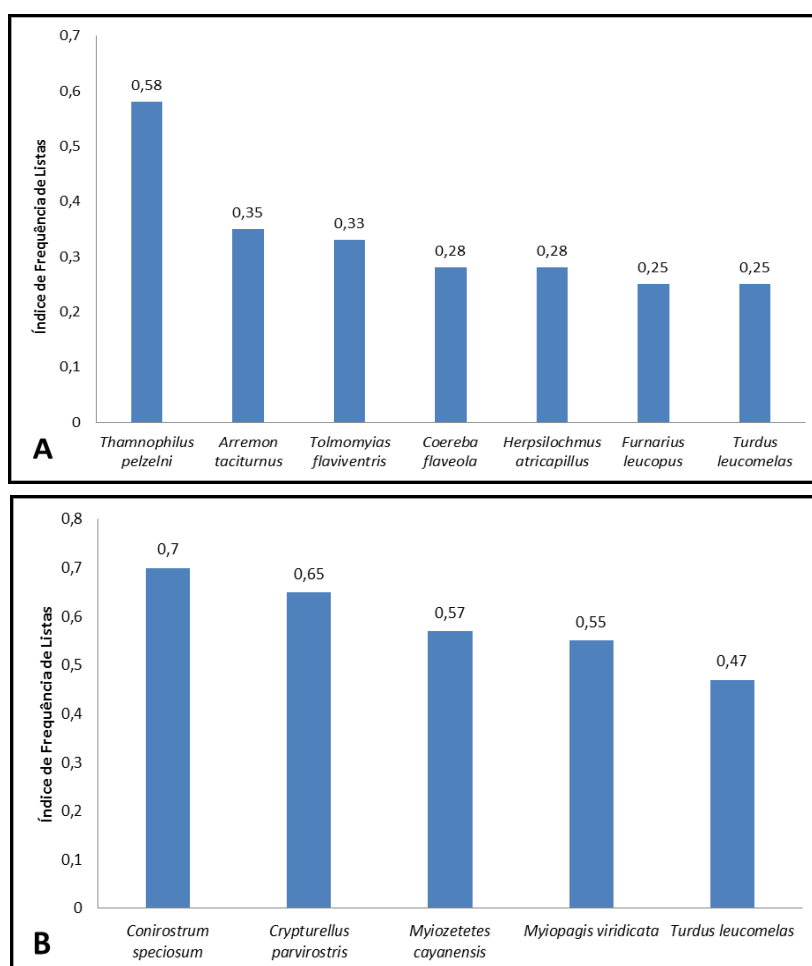 0,7
0,6
0,5
0,4
0,3
0,2
0,1
0
Índice de Frequência de Listas
0,58
0,35
0,33
0,28
0,28
0,25
0,25
Thamnophilus pelzelni
Arremon taciturnus
Tolmomyias flaviventris
Coereba flaveola
Herpsilochmus atricapillus
Furnarius leucopus
Turdus leucomelas
A
0,8
0,7
0,6
0,5
0,4
0,3
0,2
0,1
0
Índice de Frequência de Listas
0,7
0,65
0,57
0,55
0,47
Conirostrum speciosum
Crypturellus parvirostris
Myiozetetes cayanensis
Myiopagis viridicata
Turdus leucomelas
B